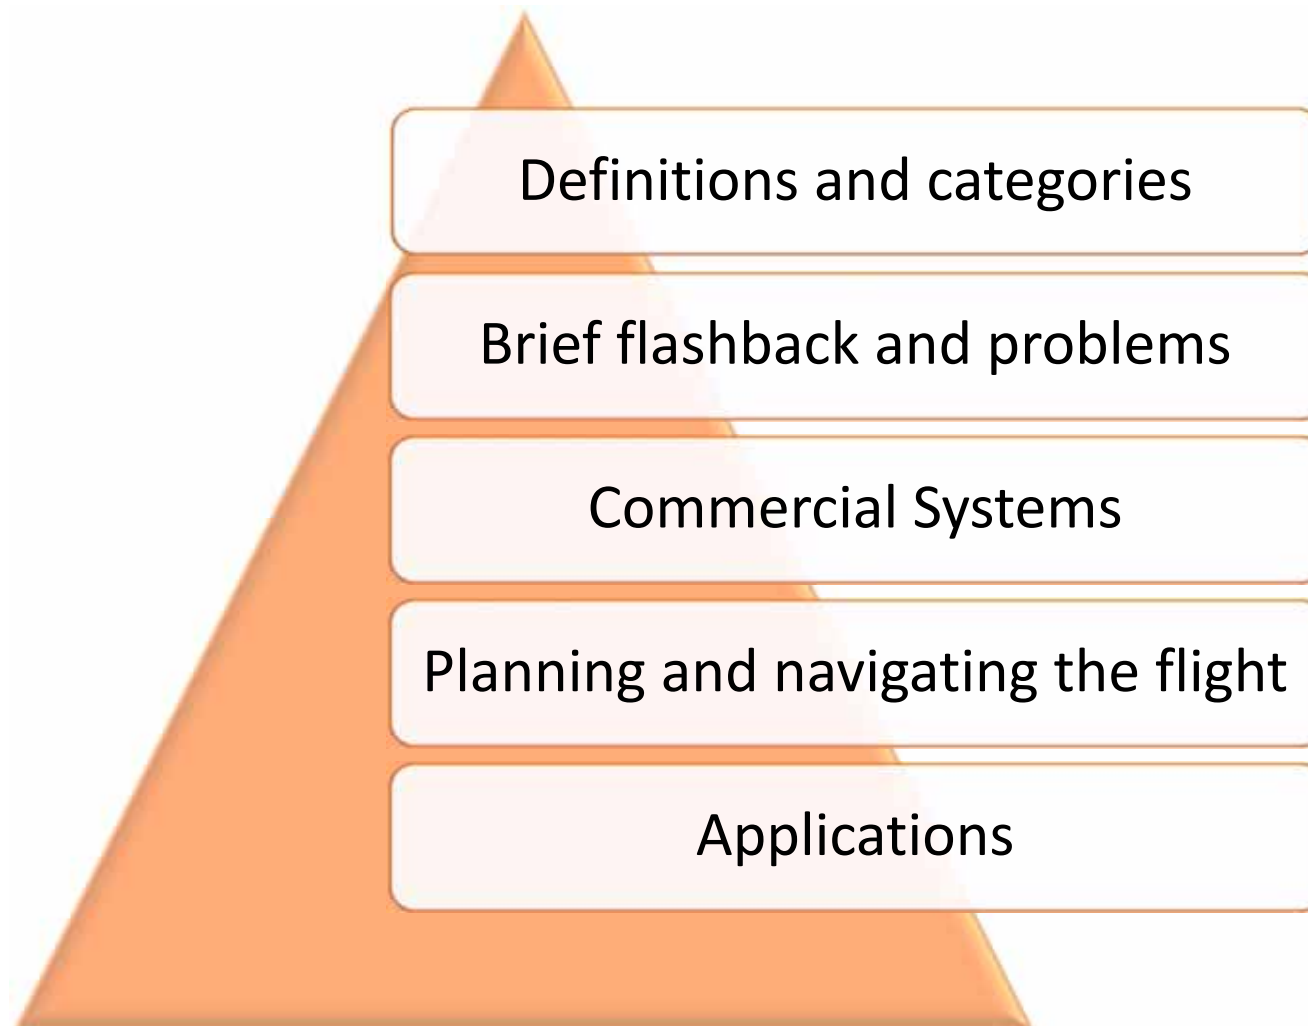 Definitions and categories
Brief flashback and problems
Commercial Systems
Planning and navigating the flight
Applications